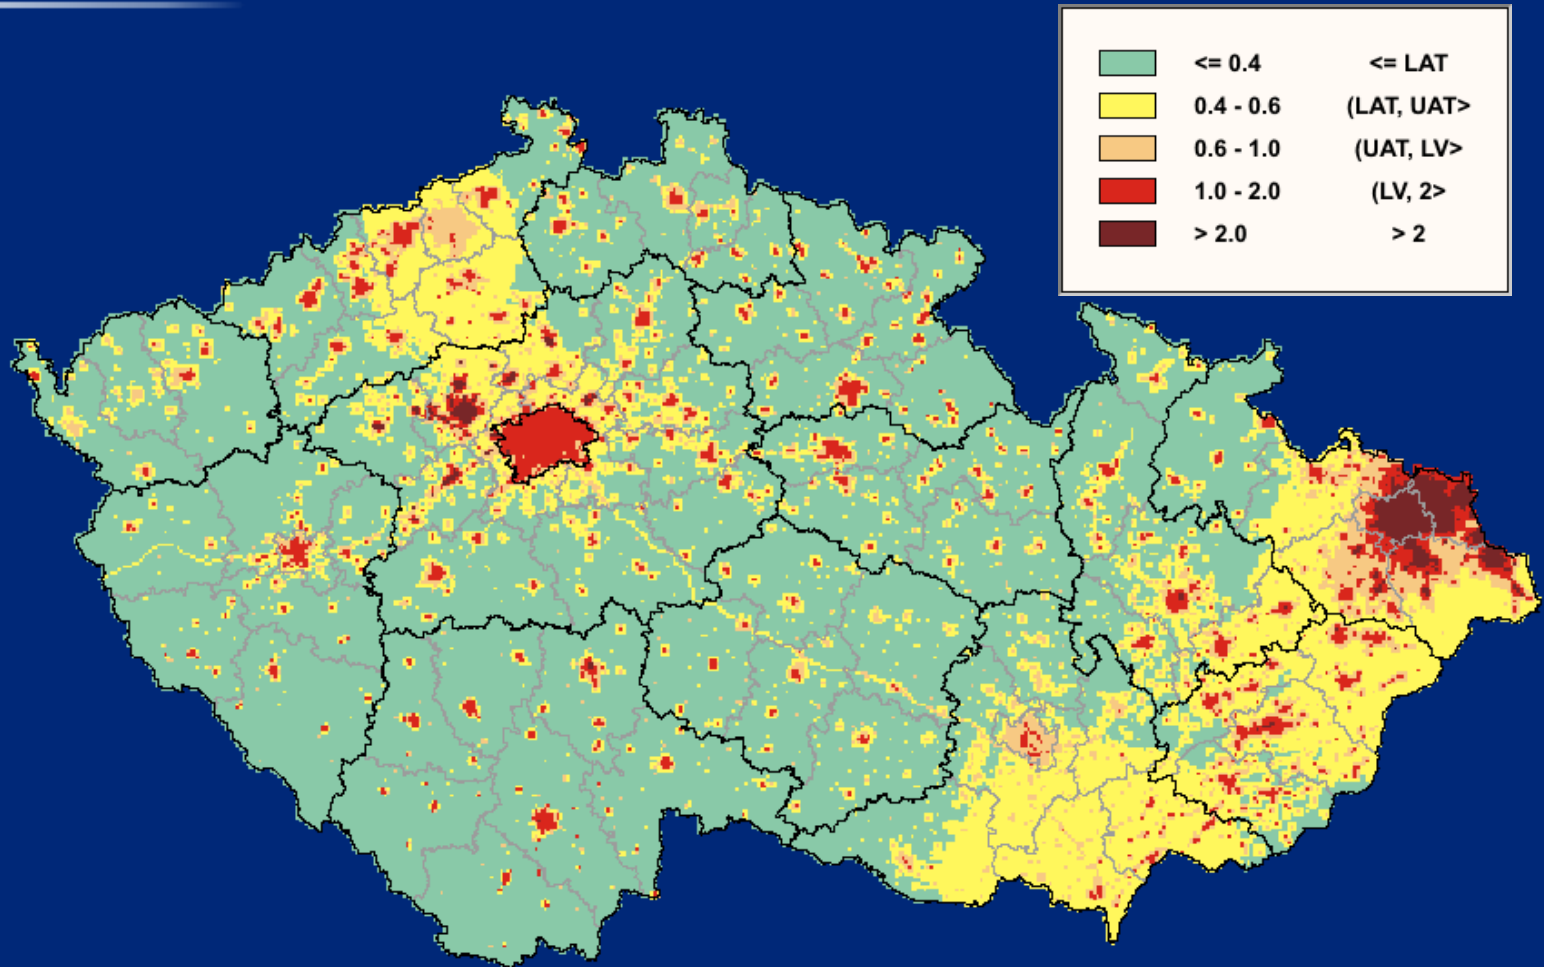 <= 0.4 <= LAT
0.4 - 0.6 (LAT, UAT>
0.6 - 1.0 (UAT, LV>
1.0 - 2.0 (LV, 2>
> 2.0 > 2